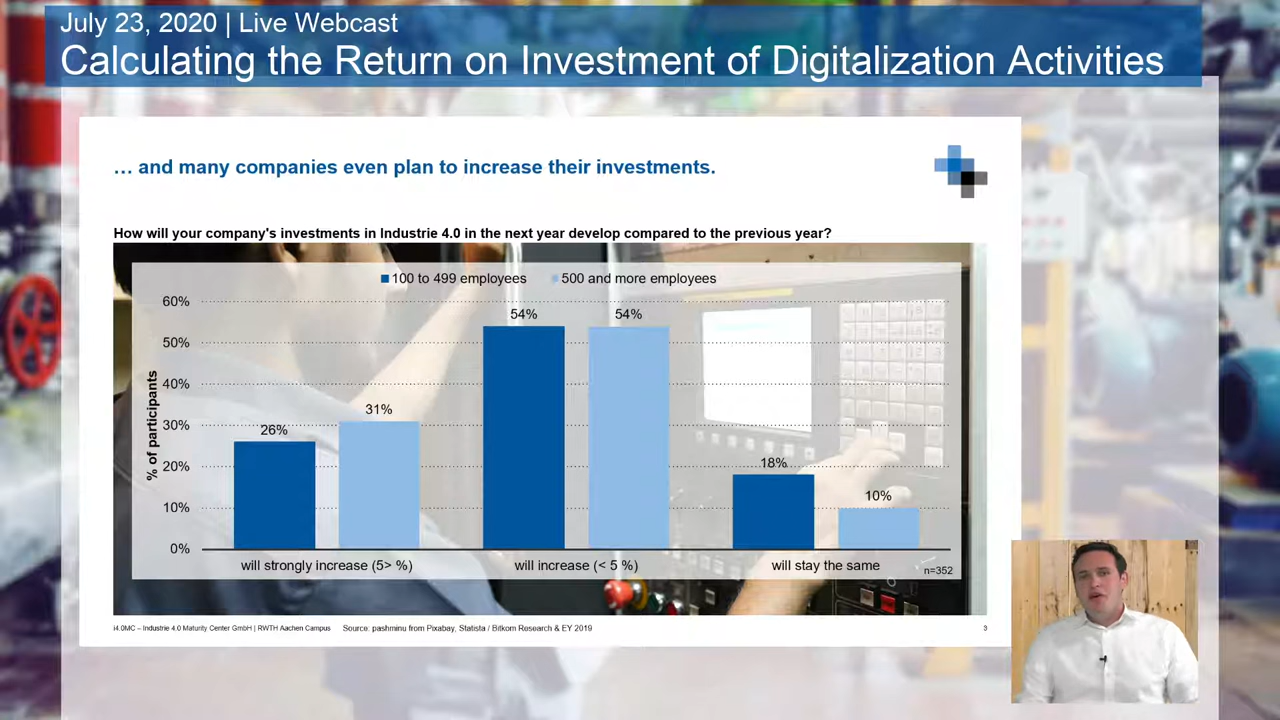 July 23, 2020 | Live Webcast
Calculating the Return on Investment of Digitalization Activities
… and many companies even plan to increase their investments.
How will your company's investments in Industrie 4.0 in the next year develop compared to the previous year?
100 to 499 employees 500 and more employees
% of participants
60%
50%
40%
30%
20%
10%
0%
26%
31%
54%
54%
18%
10%
will strongly increase (5> %)
will increase (< 5 %)
will stay the same
n=352
i4.0MC – Industrie 4.0 Maturity Center GmbH | RWTH Aachen Campus Source: pashminu from Pixabay, Statista / Bitkom Research & EY 2019
3